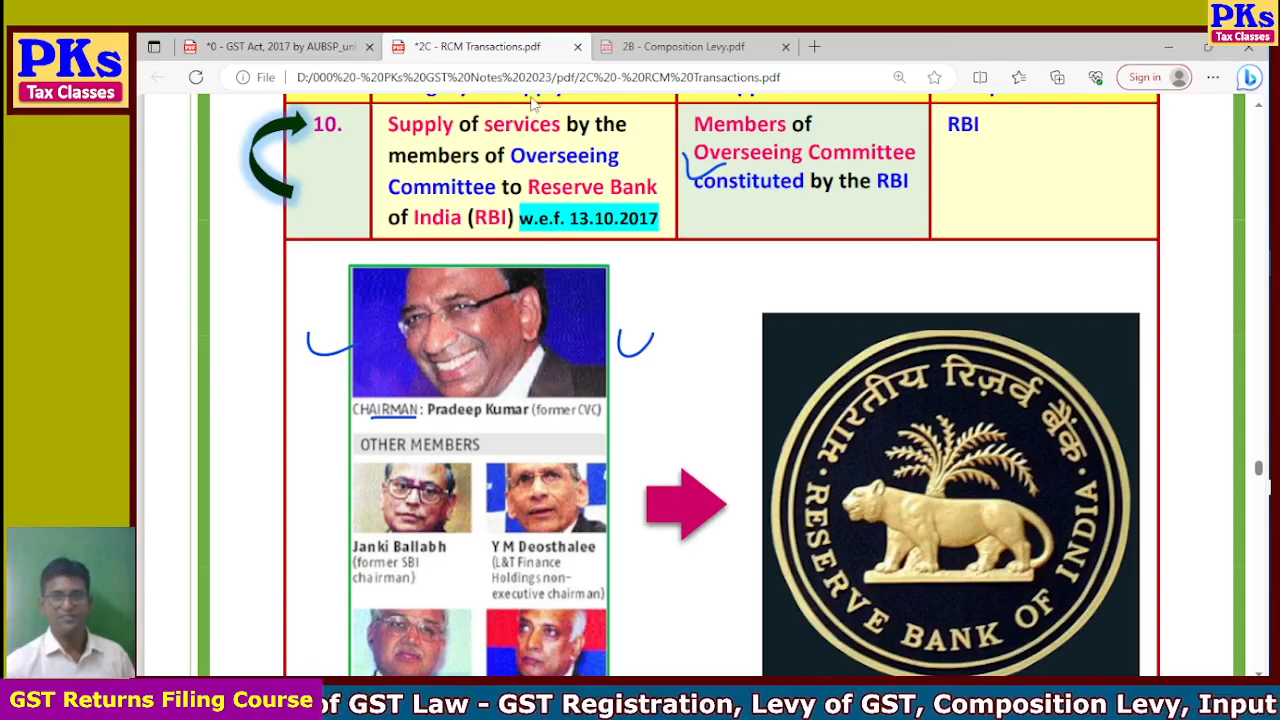 PKs
Tax Classes
PKs
Tax Classes
*0 - GST Act, 2017 by AUBSP_
*2C - RCM Transactions.pdf
2B - Composition Levy.pdf
File
D:/000%20-%20PKs%20GST%20Notes%202023/pdf/2C%20-%20RCM%20Transactions.pdf
Sign in
10.
Supply of services by the
members of Overseeing
Committee to Reserve Bank
of India (RBI) w.e.f. 13.10.2017
Members of
Overseeing Committee
constituted by the RBI
RBI
CHAIRMAN: Pradeep Kumar (former CVC)
OTHER MEMBERS
Janki Ballabh
(former SBI
chairman)
Y M Deosthalee
(L&T Finance
Holdings non-
executive chairman)
भारतीय रिज़र्व बैंक
RESERVE BANK OF INDIA
GST Returns Filing Course
of GST Law - GST Registration, Levy of GST, Composition Levy, Input